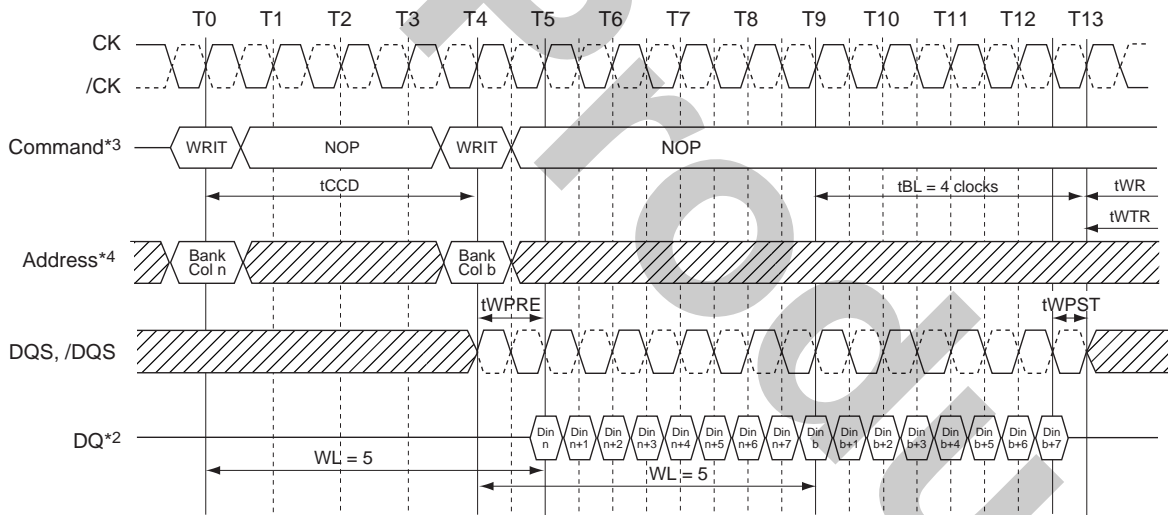 T0 T1 T2 T3 T4 T5 T6 T7 T8 T9 T10 T11 T12 T13
CK
/CK
Command*3 WRIT NOP WRIT NOP
tCCD tBL = 4 clocks tWR
tWTR
Address*4 Bank Col n Bank Col b
tWPRE tWPST
DQS, /DQS
DQ*2 Din n Din n+1 Din n+2 Din n+3 Din n+4 Din n+5 Din n+6 Din n+7 Din b Din b+1 Din b+2 Din b+3 Din b+4 Din b+5 Din b+6 Din b+7
WL = 5 WL = 5
Produ